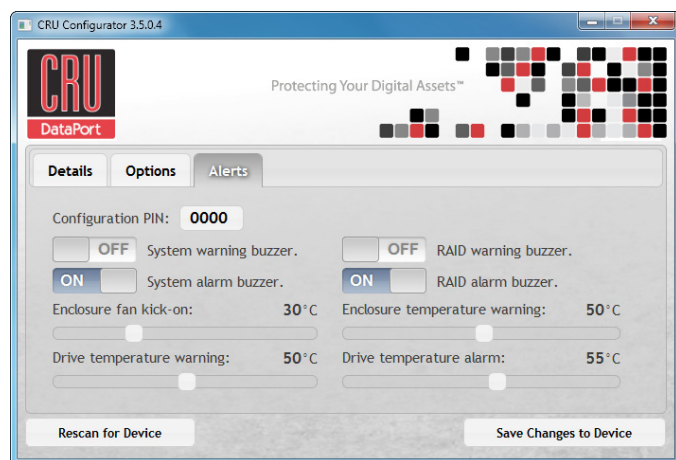 CRU Configurator 3.5.0.4
CRU
DataPort
Protecting Your Digital Assets™
Details Options Alerts
Configuration PIN: 0000
OFF System warning buzzer. OFF RAID warning buzzer.
ON System alarm buzzer. ON RAID alarm buzzer.
Enclosure fan kick-on: 30°C Enclosure temperature warning: 50°C
Drive temperature warning: 50°C Drive temperature alarm: 55°C
Rescan for Device Save Changes to Device